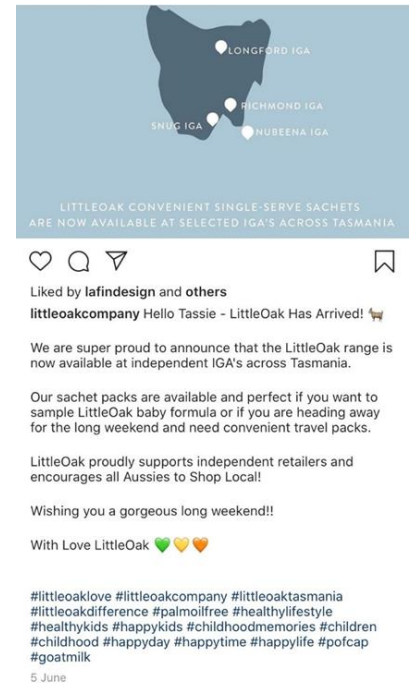 LONGFORD IGA
RICHMOND IGA
SNUG IGA
NUBEENA IGA
LITTLEOAK CONVENIENT SINGLE-SERVE SACHETS
ARE NOW AVAILABLE AT SELECTED IGA'S ACROSS TASMANIA
Liked by lafindesign and others
littleoakcompany Hello Tassie - LittleOak Has Arrived! 🐐
We are super proud to announce that the LittleOak range is
now available at independent IGA's across Tasmania.
Our sachet packs are available and perfect if you want to
sample LittleOak baby formula or if you are heading away
for the long weekend and need convenient travel packs.
LittleOak proudly supports independent retailers and
encourages all Aussies to Shop Local!
Wishing you a gorgeous long weekend!!
With Love LittleOak 💚💛🧡
#littleoaklove #littleoakcompany #littleoaktasmania
#littleoakdifference #palmoilfree #healthylifestyle
#healthykids #happykids #childhoodmemories #children
#childhood #happyday #happytime #happylife #pofcap
#goatmilk
5 June